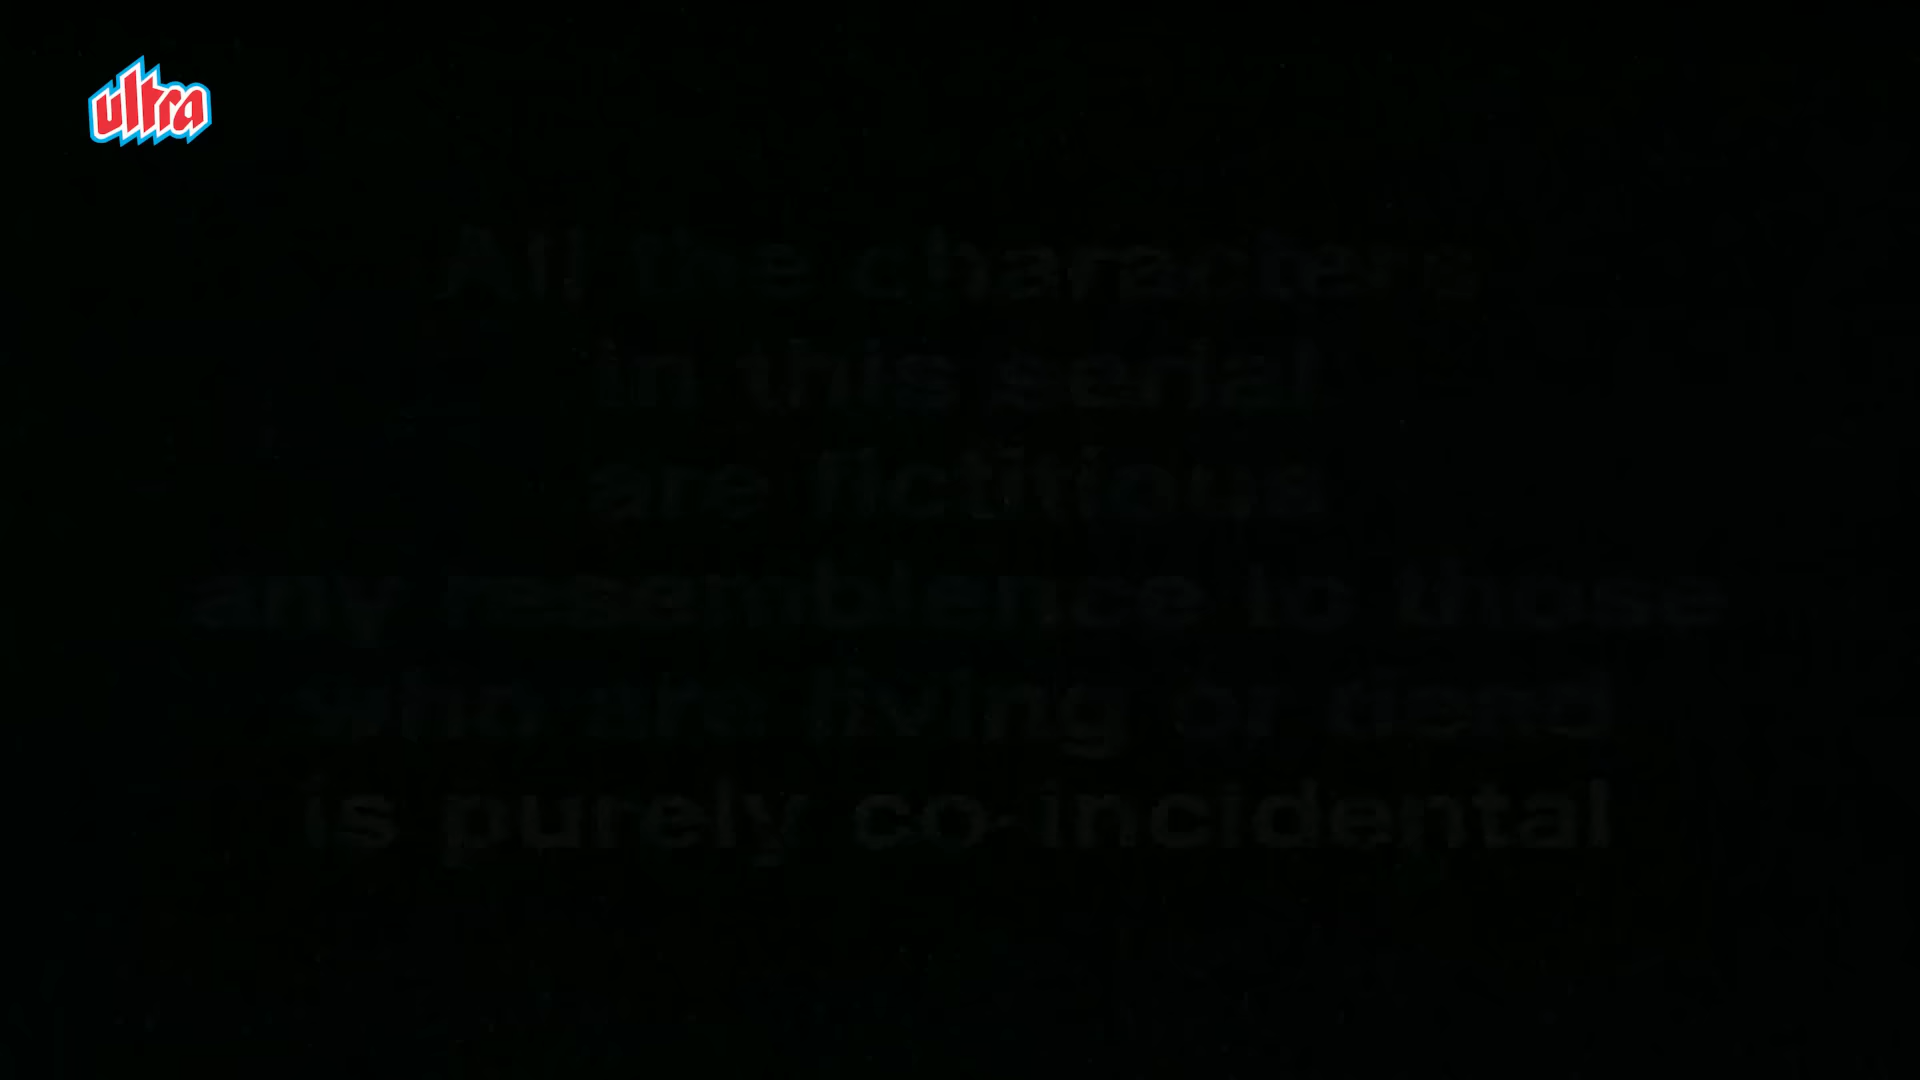 ultra
All the characters
in this serial
are fictitious
any resemblence to those
who are living or dead
is purely co-incidental